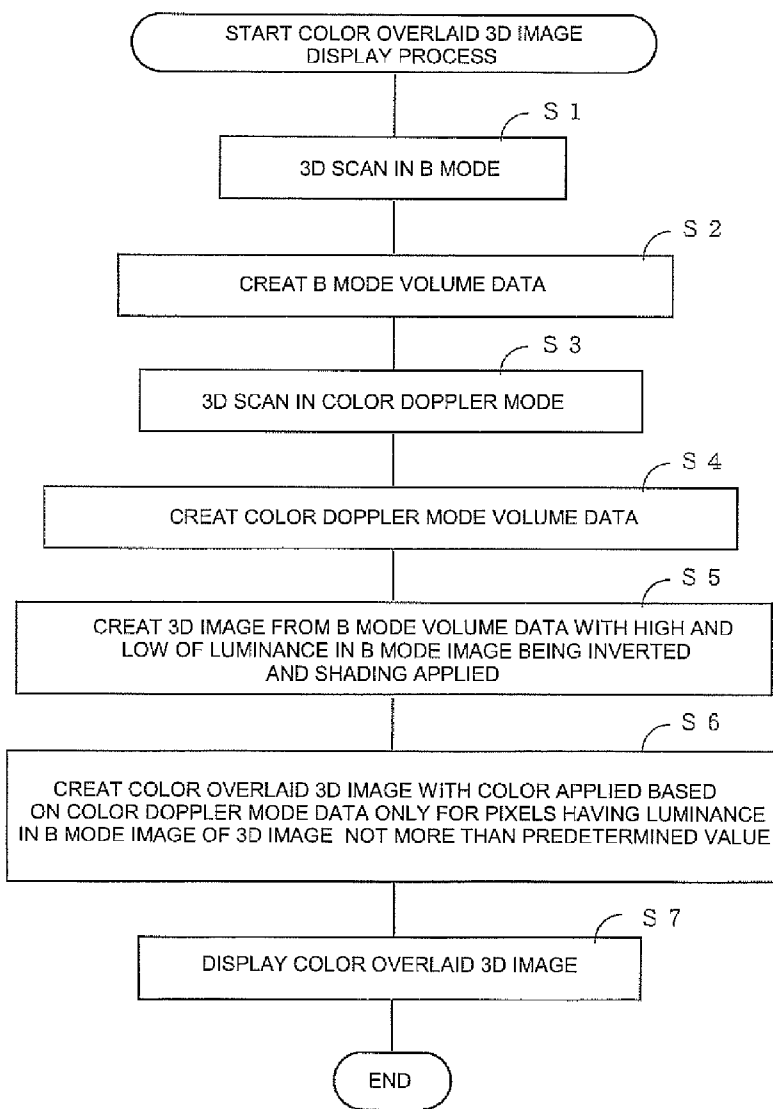 START COLOR OVERLAID 3D IMAGE
DISPLAY PROCESS
S 1
3D SCAN IN B MODE
S 2
CREAT B MODE VOLUME DATA
S 3
3D SCAN IN COLOR DOPPLER MODE
S 4
CREAT COLOR DOPPLER MODE VOLUME DATA
S 5
CREAT 3D IMAGE FROM B MODE VOLUME DATA WITH HIGH AND
LOW OF LUMINANCE IN B MODE IMAGE BEING INVERTED
AND SHADING APPLIED
S 6
CREAT COLOR OVERLAID 3D IMAGE WITH COLOR APPLIED BASED
ON COLOR DOPPLER MODE DATA ONLY FOR PIXELS HAVING LUMINANCE
IN B MODE IMAGE OF 3D IMAGE NOT MORE THAN PREDETERMINED VALUE
S 7
DISPLAY COLOR OVERLAID 3D IMAGE
END